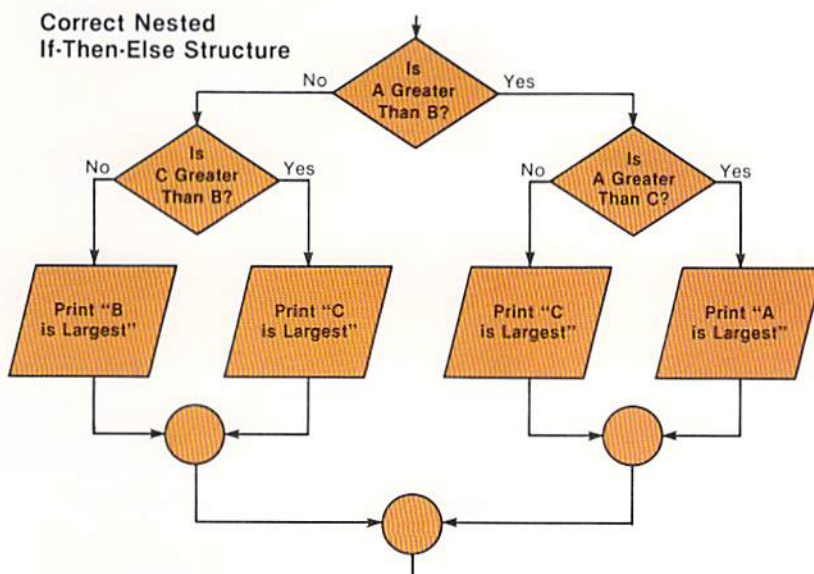 Correct Nested
If-Then-Else Structure
Is
A Greater
Than B?
No
Yes
Is
C Greater
Than B?
No
Yes
Is
A Greater
Than C?
No
Yes
Print “B
is Largest”
Print “C
is Largest”
Print “C
is Largest”
Print “A
is Largest”